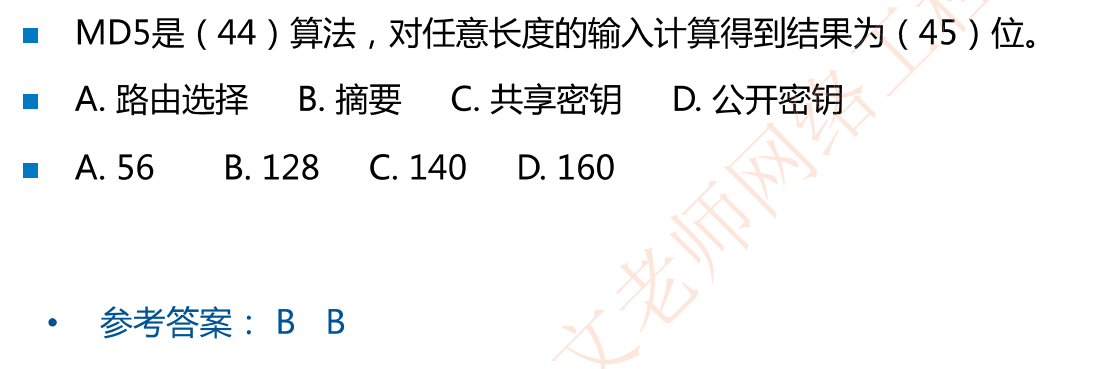 MD5是（44）算法，对任意长度的输入计算得到结果为（45）位。
A. 路由选择 B. 摘要 C. 共享密钥 D. 公开密钥
A. 56 B. 128 C. 140 D. 160
参考答案： B B
文老师网络工程